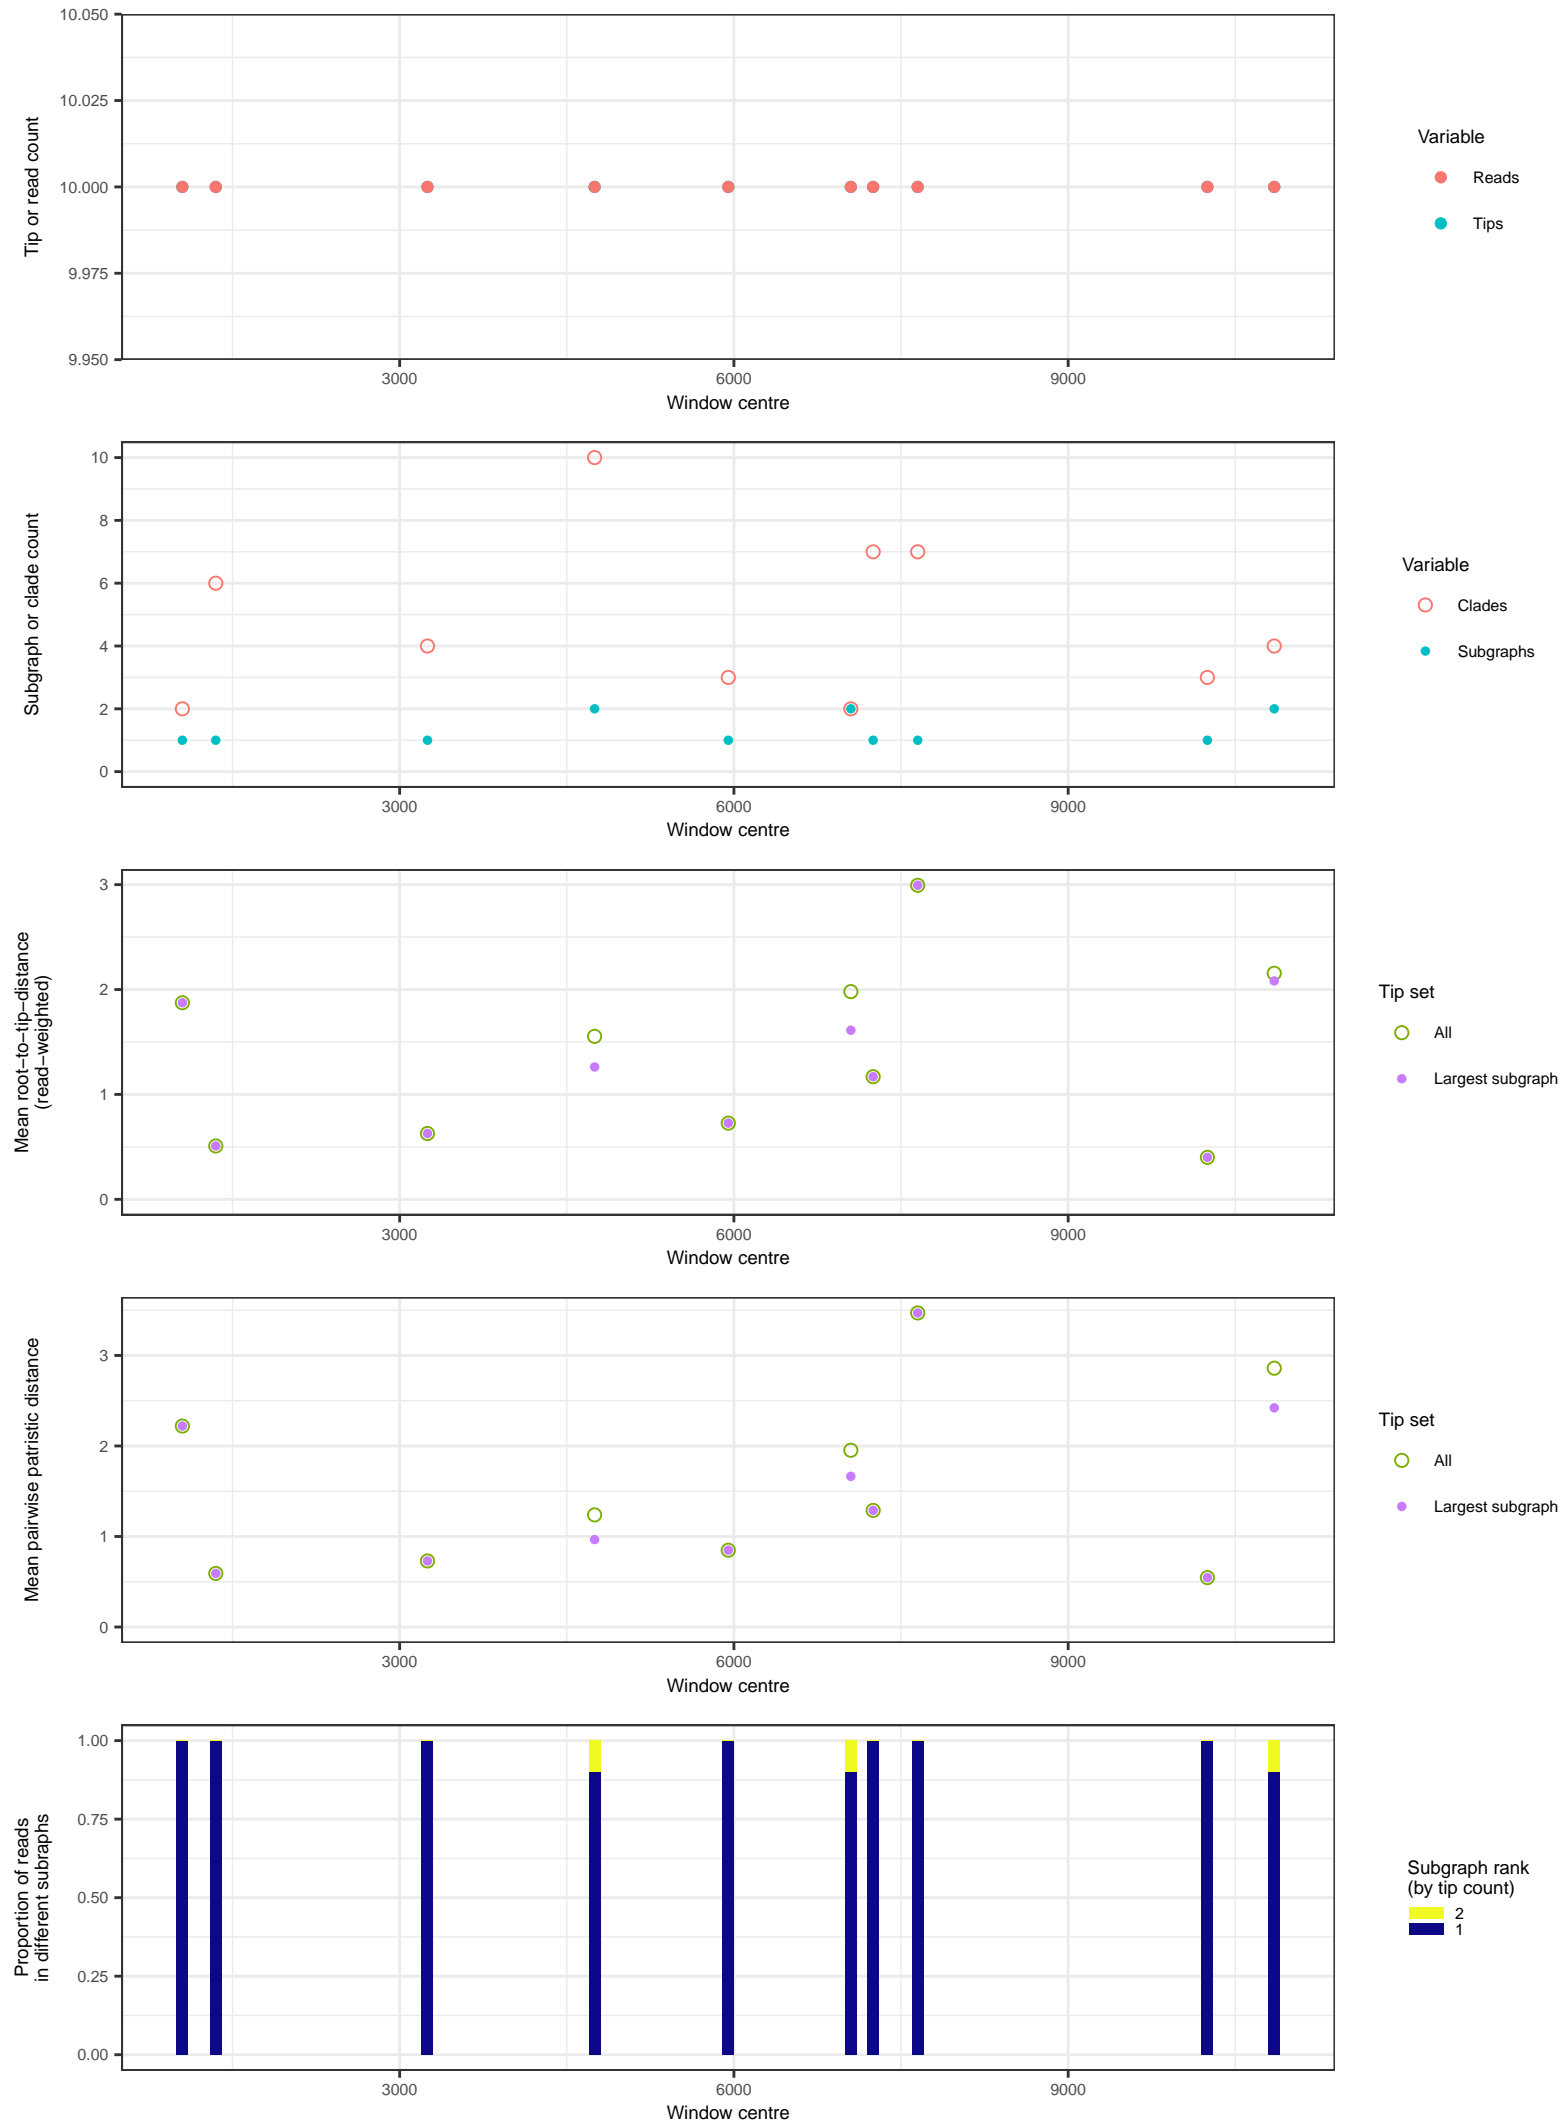 10.050
10.025
10.000
9.975
9.950
Tip or read count
3000
6000
9000
Window centre
Variable
Reads
Tips
10
8
6
4
2
0
Subgraph or clade count
3000
6000
9000
Window centre
Variable
Clades
Subgraphs
3
2
1
0
Mean root−to−tip−distance
(read−weighted)
3000
6000
9000
Window centre
Tip set
All
Largest subgraph
3
2
1
0
Mean pairwise patristic distance
3000
6000
9000
Window centre
Tip set
All
Largest subgraph
1.00
0.75
0.50
0.25
0.00
Proportion of reads
in different subraphs
3000
6000
9000
Window centre
Subgraph rank
(by tip count)
2
1